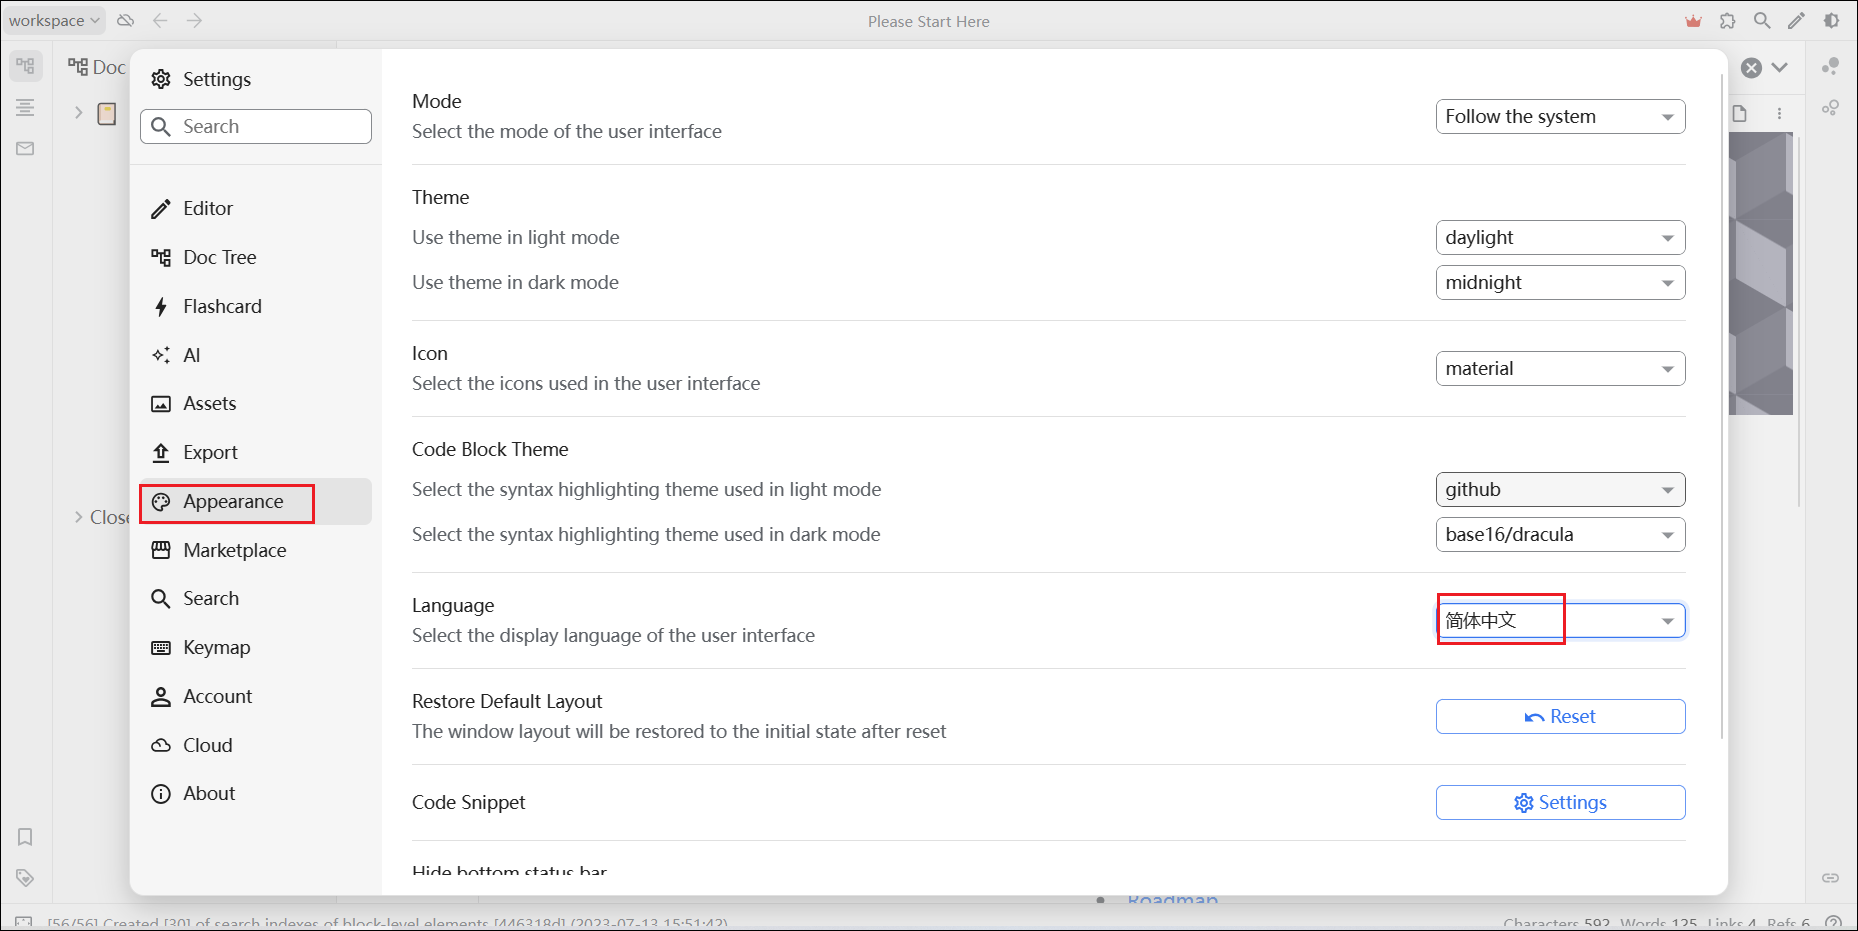 workspace
Please Start Here
Doc
Close
Settings
Search
Editor
Doc Tree
Flashcard
AI
Assets
Export
Appearance
Marketplace
Search
Keymap
Account
Cloud
About
Mode
Select the mode of the user interface
Follow the system
Theme
Use theme in light mode
daylight
Use theme in dark mode
midnight
Icon
Select the icons used in the user interface
material
Code Block Theme
Select the syntax highlighting theme used in light mode
github
Select the syntax highlighting theme used in dark mode
base16/dracula
Language
Select the display language of the user interface
简体中文
Restore Default Layout
The window layout will be restored to the initial state after reset
Reset
Code Snippet
Settings
Hide bottom status bar
Roadmap
[56/56] Created [30] of search indexes of block-level elements [446318d] (2023-07-13 15:51:42)
Characters 592 Words 125 Links 4 Refs 6